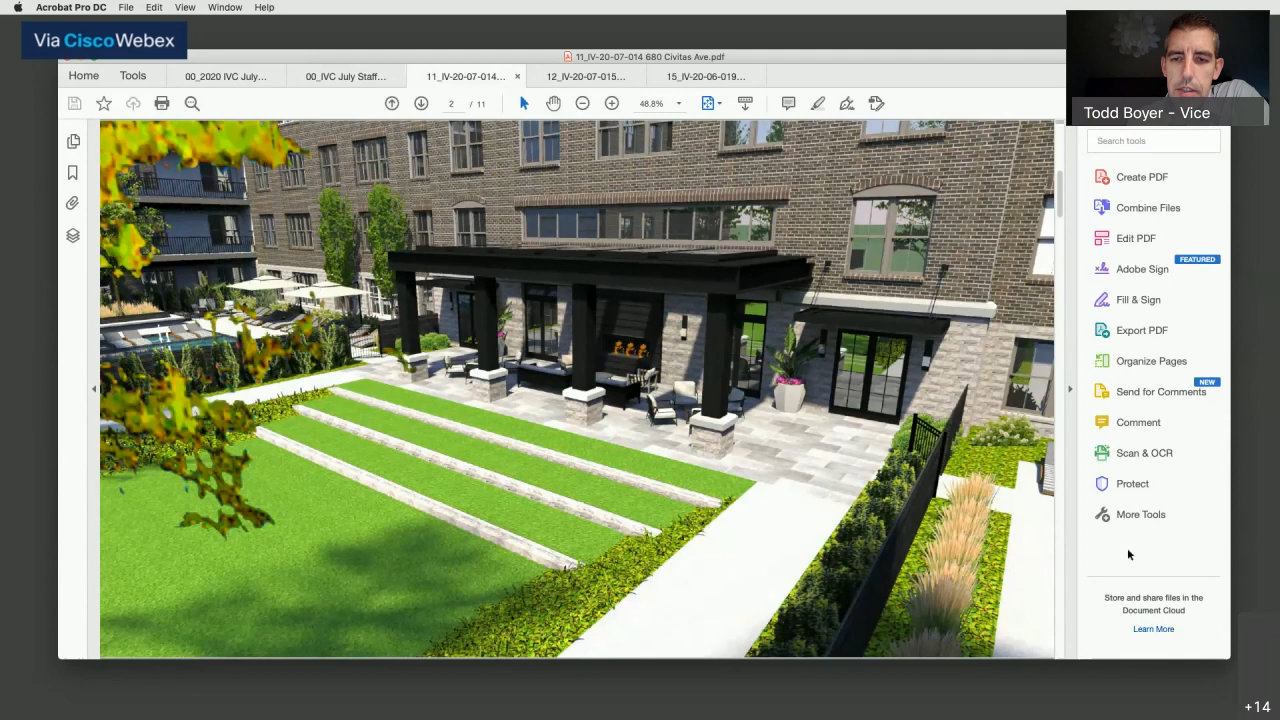 Acrobat Pro DC File Edit View Window Help
Via CiscoWebex
11_IV-20-07-014 680 Civitas Ave.pdf
Home Tools 00_2020 IVC July... 00_IVC July Staff... 11_IV-20-07-014... × 12_IV-20-07-015... 15_IV-20-06-019...
2 / 11 48.8%
Todd Boyer - Vice
Search tools
Create PDF
Combine Files
Edit PDF
FEATURED
Adobe Sign
Fill & Sign
Export PDF
Organize Pages
NEW
Send for Comments
Comment
Scan & OCR
Protect
More Tools
Store and share files in the
Document Cloud
Learn More
+14